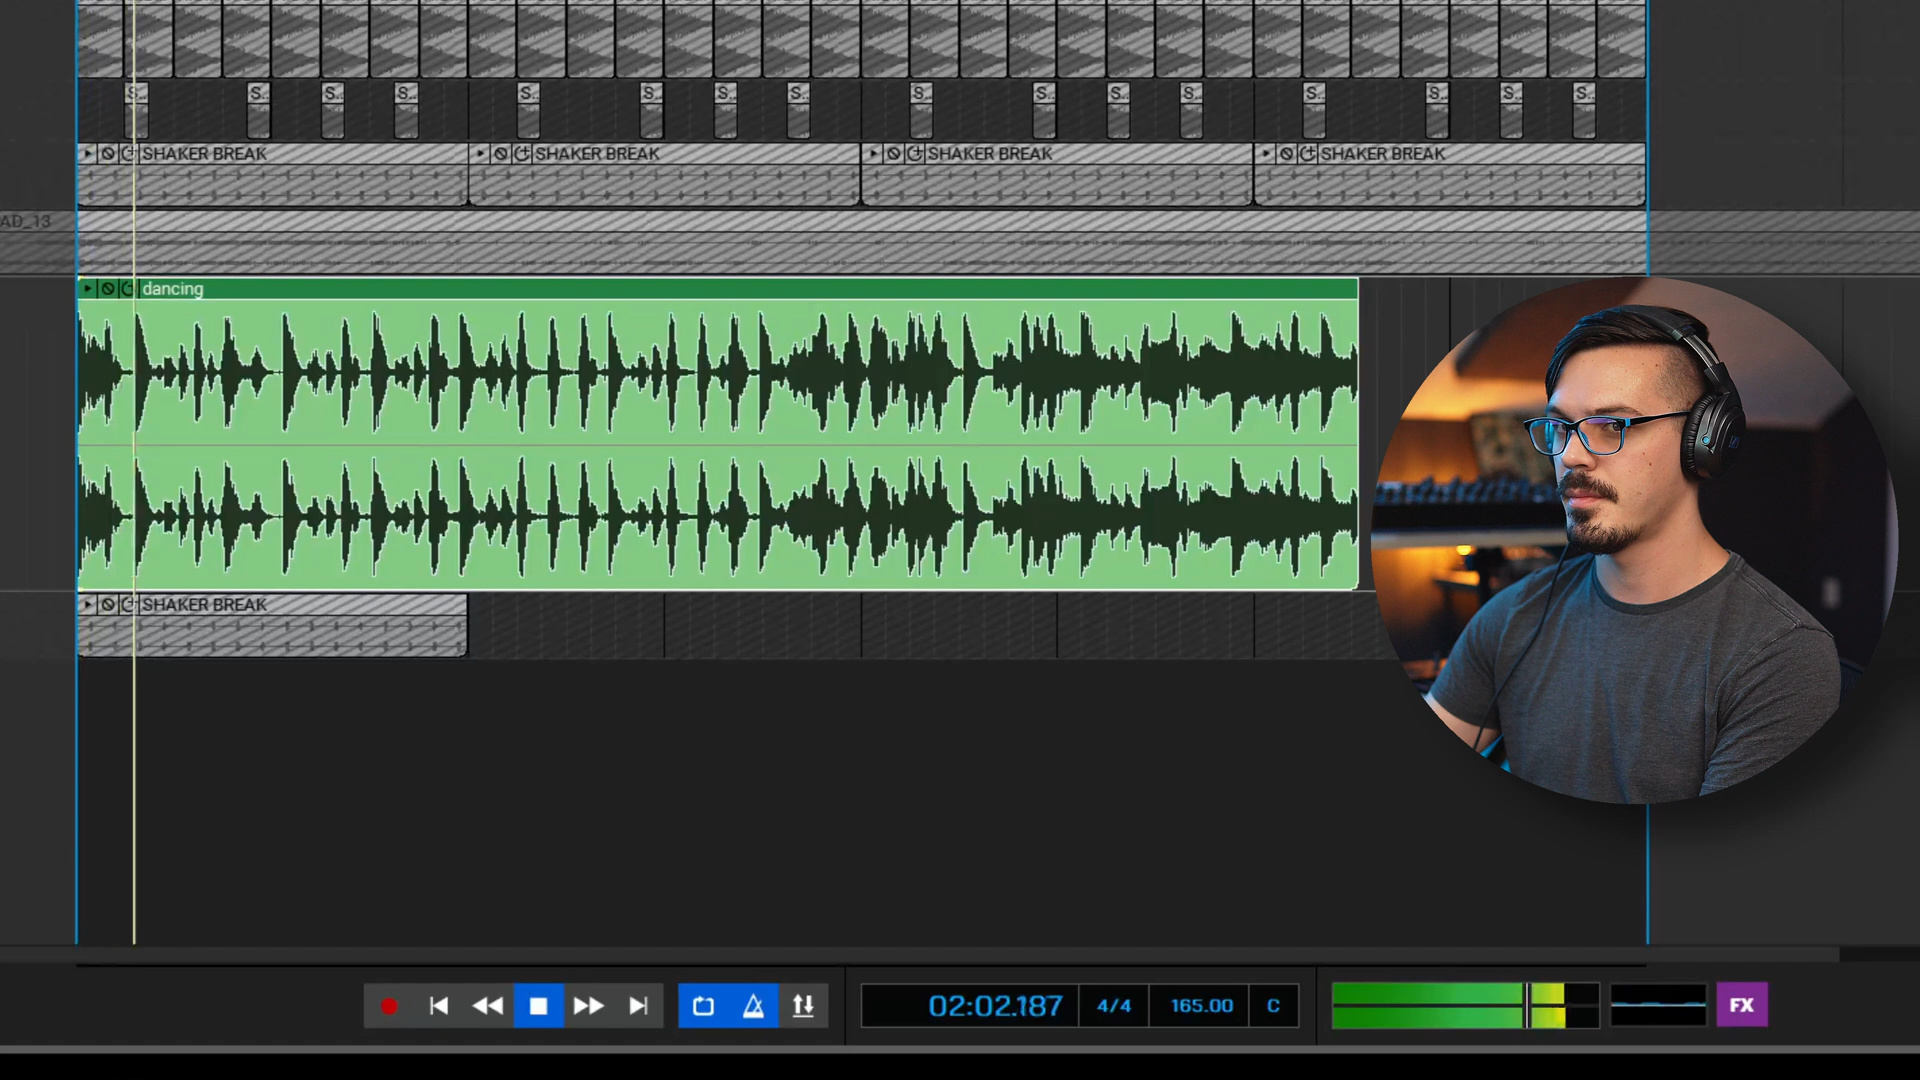 S.. S.. S.. S.. S.. S.. S.. S.. S.. S.. S.. S.. S.. S.. S.. S..
SHAKER BREAK SHAKER BREAK SHAKER BREAK SHAKER BREAK
AD_13
dancing
SHAKER BREAK
02:02.187 4/4 165.00 C FX